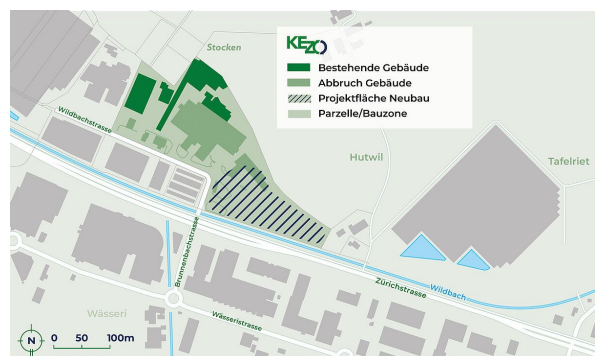 Stocken
KEZO
Bestehende Gebäude
Abbruch Gebäude
Projektfläche Neubau
Parzelle/Bauzone
Wildbachstrasse
Hutwil
Tafelriet
Brunnenbachstrasse
Zürichstrasse
Wildbach
Wässeri
Wässeristrasse
N 0 50 100m